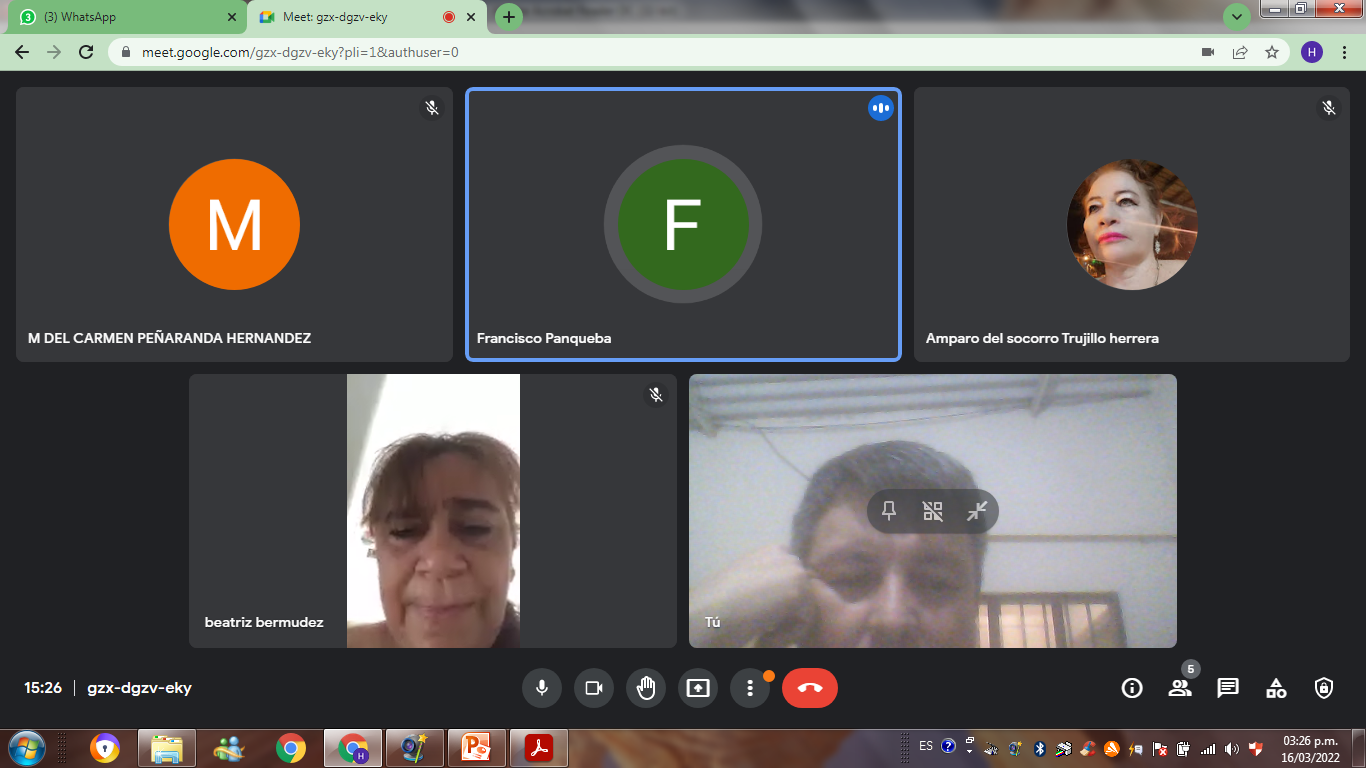 (3) WhatsApp
Meet: gzx-dgzv-eky
meet.google.com/gzx-dgzv-eky?pli=1&authuser=0
H
M
F
M DEL CARMEN PEÑARANDA HERNANDEZ
Francisco Panqueba
Amparo del socorro Trujillo herrera
beatriz bermudez
Tú
15:26 | gzx-dgzv-eky
5
ES
03:26 p.m.
16/03/2022